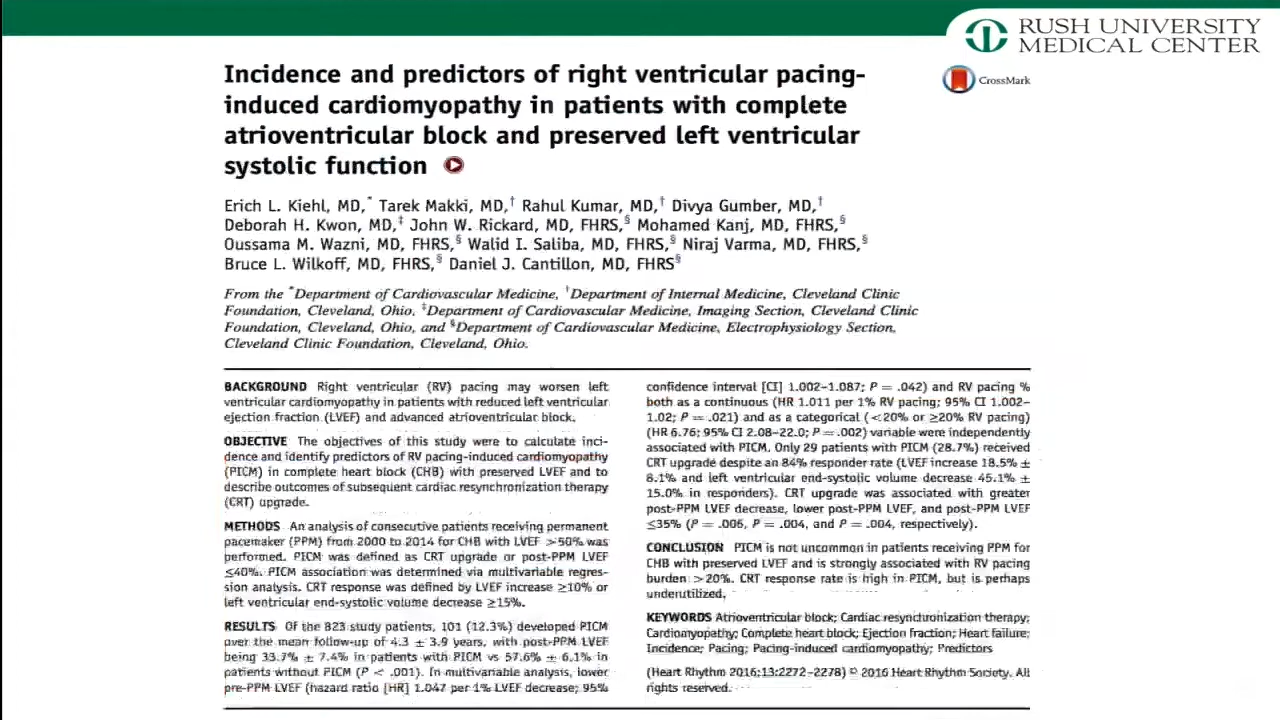 RUSH UNIVERSITY
MEDICAL CENTER
CrossMark
Incidence and predictors of right ventricular pacing-
induced cardiomyopathy in patients with complete
atrioventricular block and preserved left ventricular
systolic function
Erich L. Kiehl, MD,* Tarek Makki, MD,† Rahul Kumar, MD,† Divya Gumber, MD,†
Deborah H. Kwon, MD,‡ John W. Rickard, MD, FHRS,§ Mohamed Kanj, MD, FHRS,§
Oussama M. Wazni, MD, FHRS,§ Walid I. Saliba, MD, FHRS,§ Niraj Varma, MD, FHRS,§
Bruce L. Wilkoff, MD, FHRS,§ Daniel J. Cantillon, MD, FHRS§
From the *Department of Cardiovascular Medicine, †Department of Internal Medicine, Cleveland Clinic
Foundation, Cleveland, Ohio, ‡Department of Cardiovascular Medicine, Imaging Section, Cleveland Clinic
Foundation, Cleveland, Ohio, and §Department of Cardiovascular Medicine, Electrophysiology Section,
Cleveland Clinic Foundation, Cleveland, Ohio.
BACKGROUND Right ventricular (RV) pacing may worsen left
ventricular cardiomyopathy in patients with reduced left ventricular
ejection fraction (LVEF) and advanced atrioventricular block.
OBJECTIVE The objectives of this study were to calculate inci-
dence and identify predictors of RV pacing-induced cardiomyopathy
(PICM) in complete heart block (CHB) with preserved LVEF and to
describe outcomes of subsequent cardiac resynchronization therapy
(CRT) upgrade.
METHODS An analysis of consecutive patients receiving permanent
pacemaker (PPM) from 2000 to 2014 for CHB with LVEF >50% was
performed. PICM was defined as CRT upgrade or post-PPM LVEF
≤40%. PICM association was determined via multivariable regres-
sion analysis. CRT response was defined by LVEF increase ≥10% or
left ventricular end-systolic volume decrease ≥15%.
RESULTS Of the 823 study patients, 101 (12.3%) developed PICM
over the mean follow-up of 4.3 ± 3.9 years, with post-PPM LVEF
being 33.7% ± 7.4% in patients with PICM vs 57.6% ± 6.1% in
patients without PICM (P < .001). In multivariable analysis, lower
pre-PPM LVEF (hazard ratio [HR] 1.047 per 1% LVEF decrease; 95%
confidence interval [CI] 1.002–1.087; P = .042) and RV pacing %
both as a continuous (HR 1.011 per 1% RV pacing; 95% CI 1.002–
1.02; P = .021) and as a categorical (<20% or ≥20% RV pacing)
(HR 6.76; 95% CI 2.08–22.0; P = .002) variable were independently
associated with PICM. Only 29 patients with PICM (28.7%) received
CRT upgrade despite an 84% responder rate (LVEF increase 18.5% ±
8.1% and left ventricular end-systolic volume decrease 45.1% ±
15.0% in responders). CRT upgrade was associated with greater
post-PPM LVEF decrease, lower post-PPM LVEF, and post-PPM LVEF
≤35% (P = .006, P = .004, and P = .004, respectively).
CONCLUSION PICM is not uncommon in patients receiving PPM for
CHB with preserved LVEF and is strongly associated with RV pacing
burden >20%. CRT response rate is high in PICM, but is perhaps
underutilized.
KEYWORDS Atrioventricular block; Cardiac resynchronization therapy;
Cardiomyopathy; Complete heart block; Ejection fraction; Heart failure;
Incidence; Pacing; Pacing-induced cardiomyopathy; Predictors
(Heart Rhythm 2016;13:2272–2278) © 2016 Heart Rhythm Society. All
rights reserved.